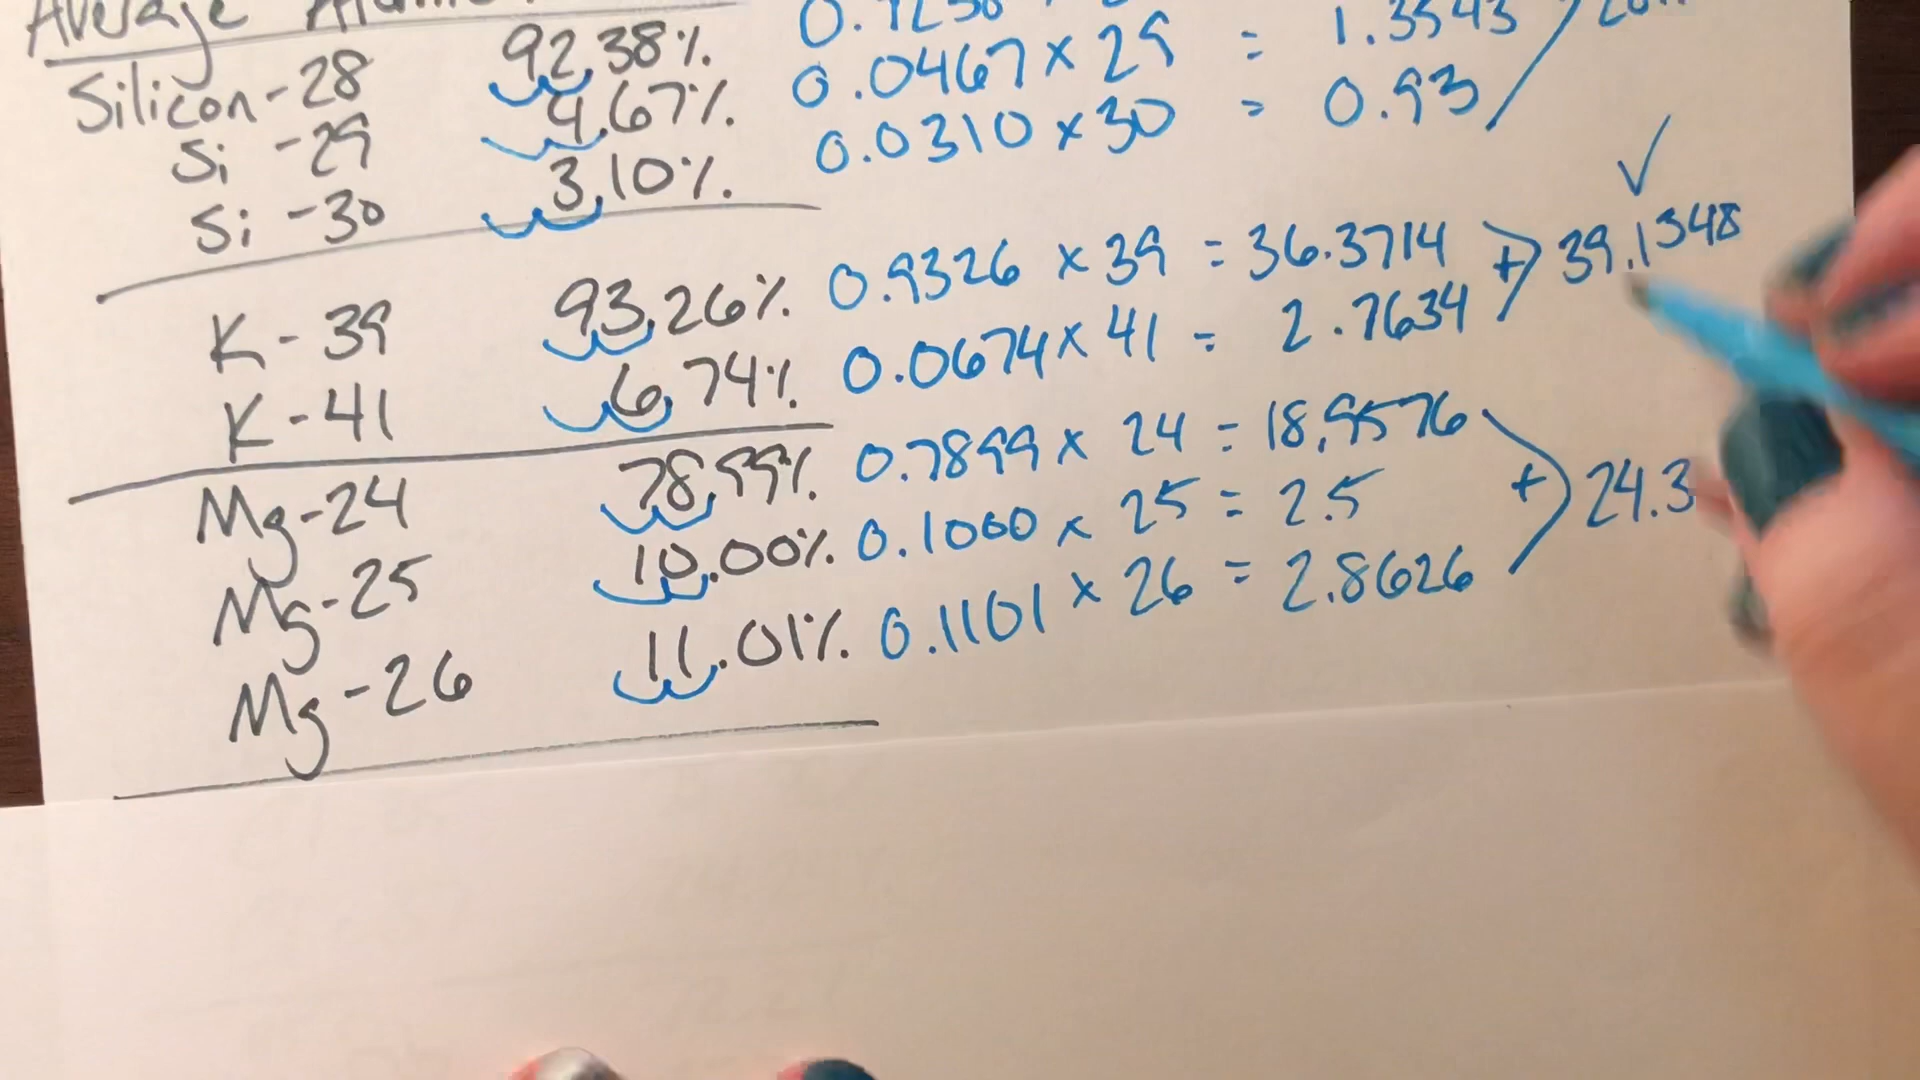 Average
Silicon-28 92.38%
Si -29 4.67% 0.0467 x 29 = 1.3543
Si -30 3.10% 0.0310 x 30 = 0.93
K-39 93.26% 0.9326 x 39 = 36.3714 + 39.1348
K-41 6.74% 0.0674 x 41 = 2.7634
Mg-24 78.99% 0.7899 x 24 = 18.9576
Mg-25 10.00% 0.1000 x 25 = 2.5 + 24.3
Mg-26 11.01% 0.1101 x 26 = 2.8626